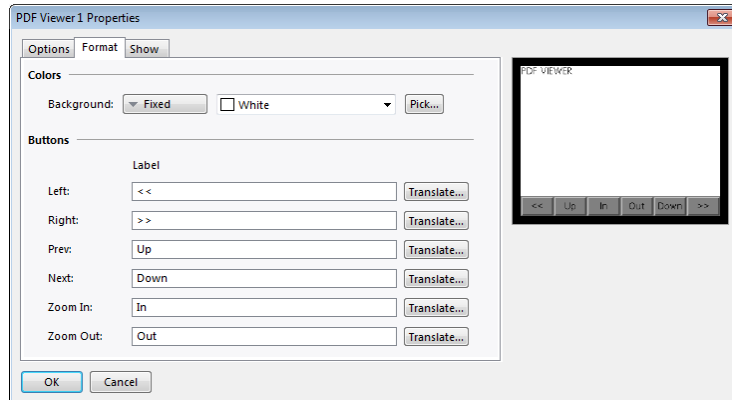 PDF Viewer1 Properties
Options Format Show
Colors
Background: Fixed White Pick...
Buttons
Label
Left: << Translate...
Right: >> Translate...
Prev: Up Translate...
Next: Down Translate...
Zoom In: In Translate...
Zoom Out: Out Translate...
OK Cancel
PDF VIEWER
<< Up In Out Down >>